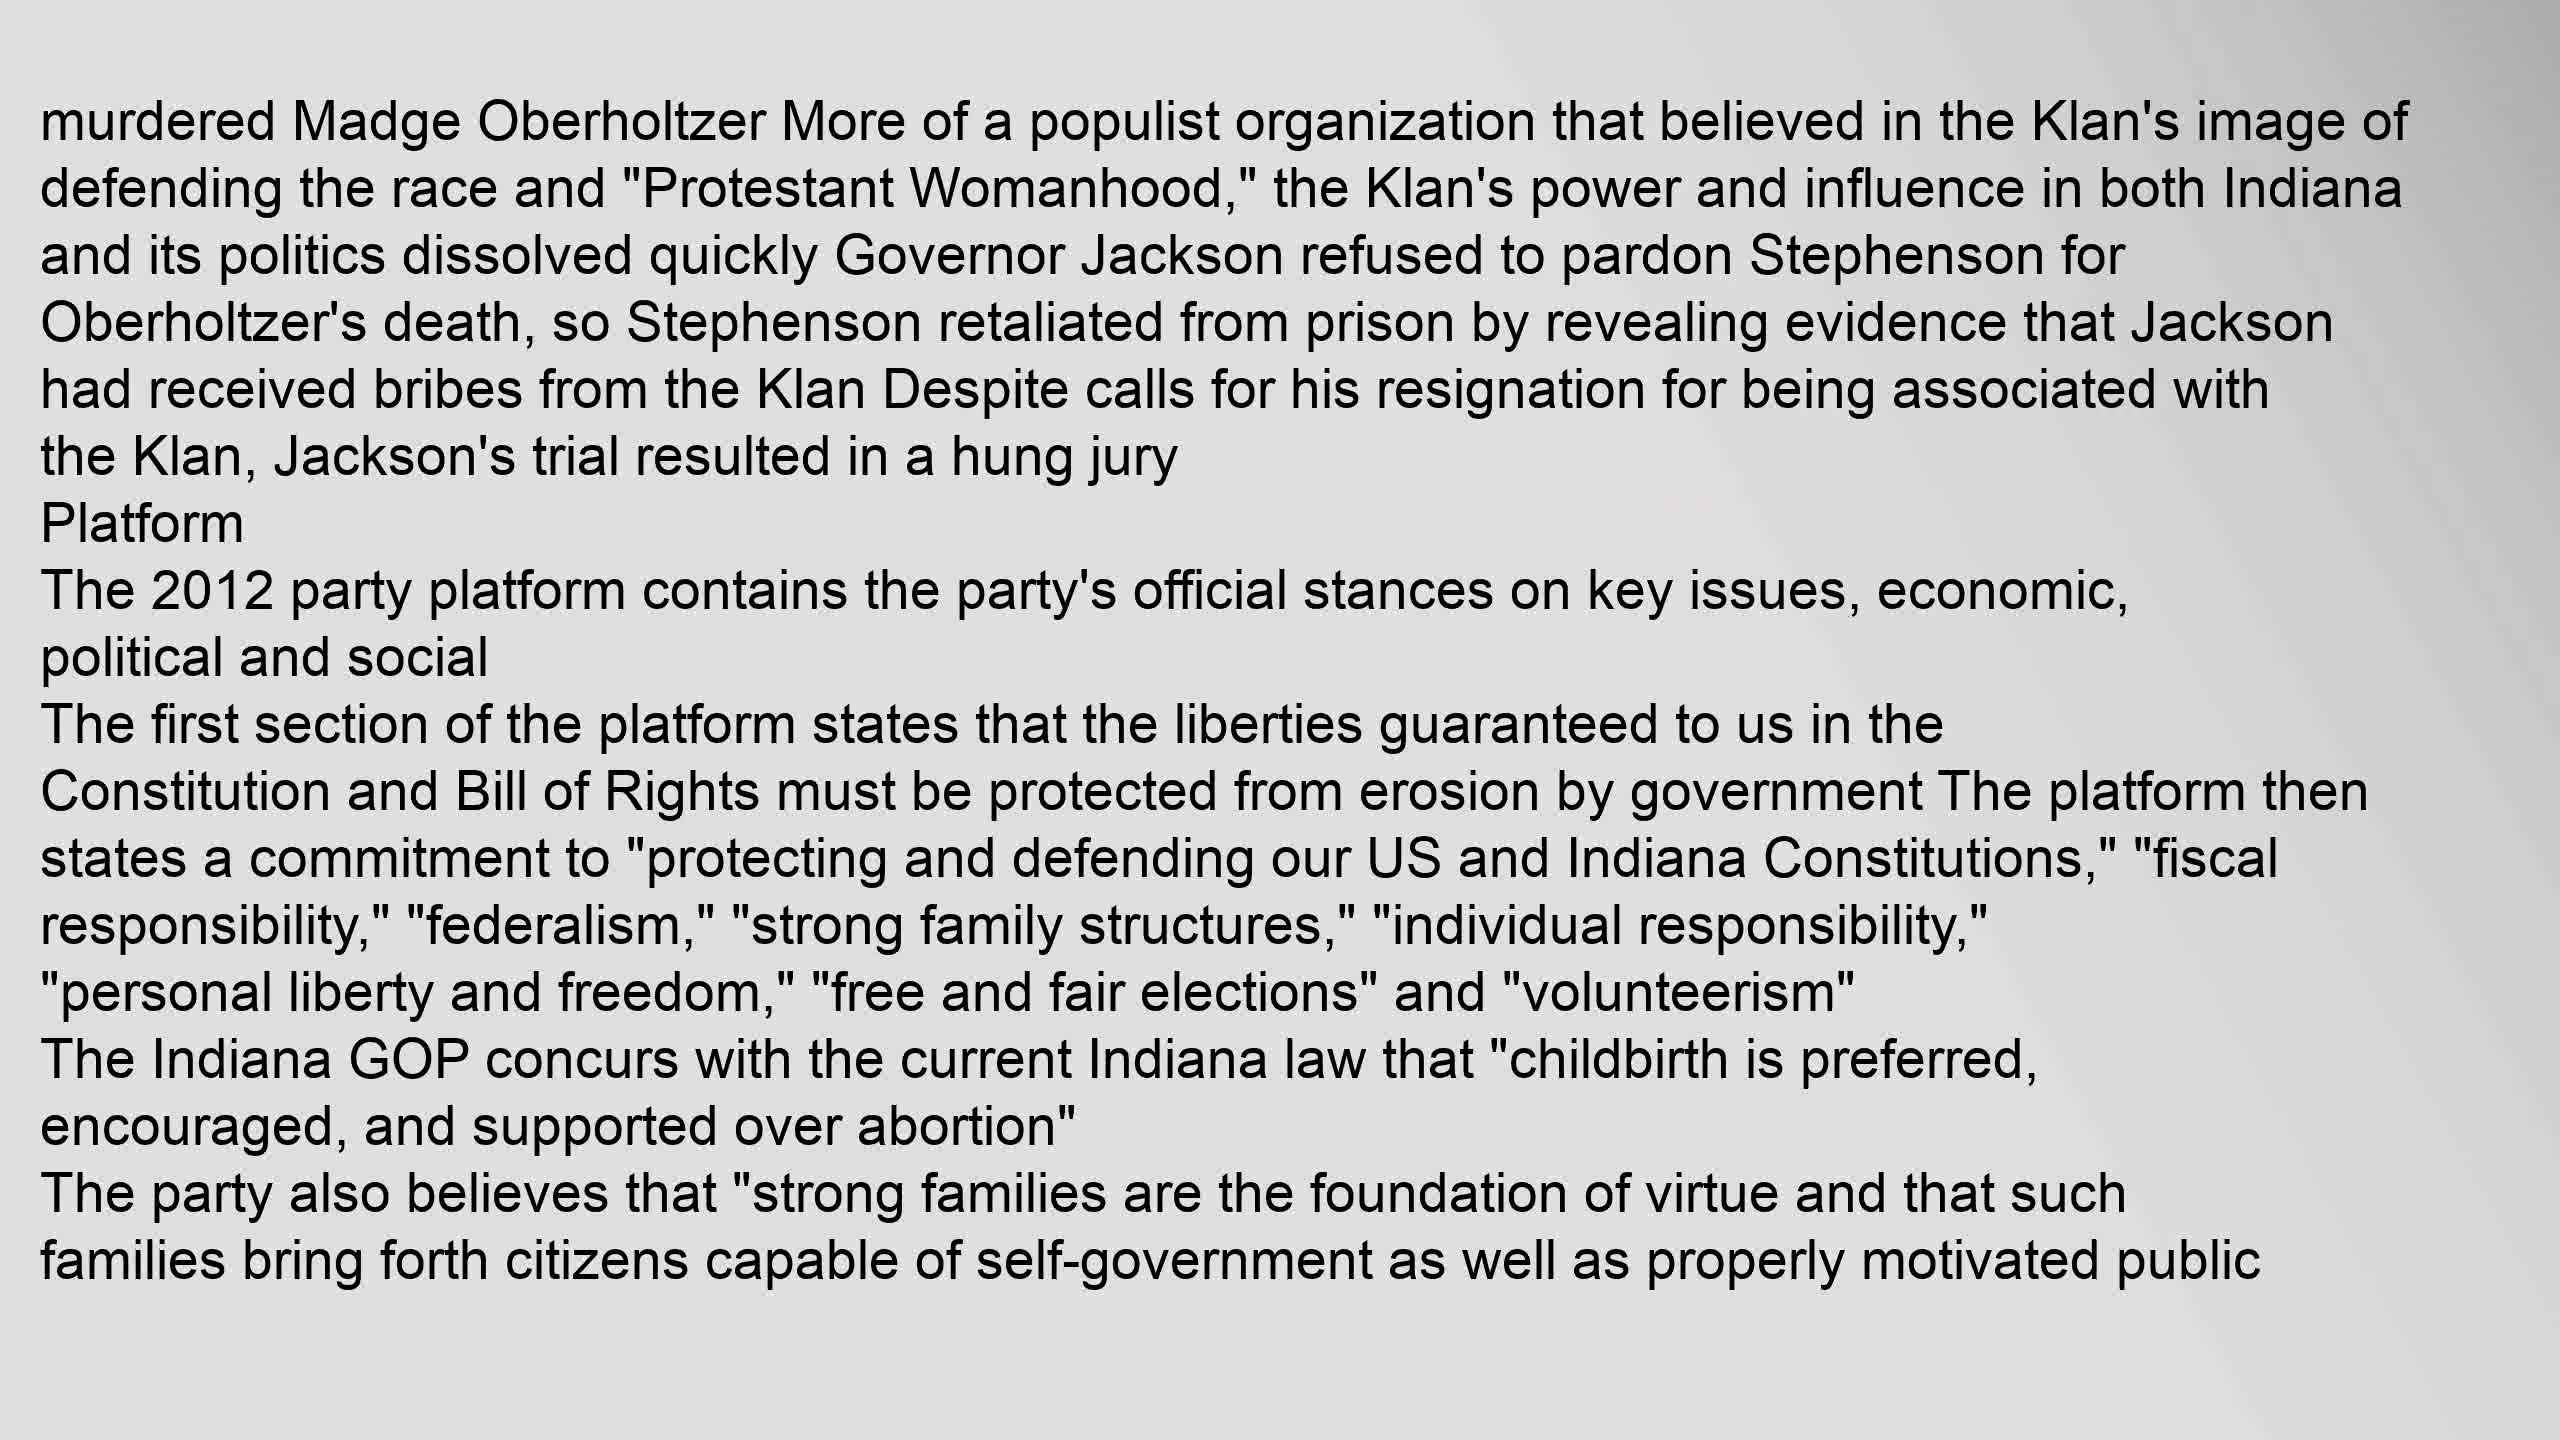 murdered Madge Oberholtzer More of a populist organization that believed in the Klan's image of
defending the race and "Protestant Womanhood," the Klan's power and influence in both Indiana
and its politics dissolved quickly Governor Jackson refused to pardon Stephenson for
Oberholtzer's death, so Stephenson retaliated from prison by revealing evidence that Jackson
had received bribes from the Klan Despite calls for his resignation for being associated with
the Klan, Jackson's trial resulted in a hung jury
Platform
The 2012 party platform contains the party's official stances on key issues, economic,
political and social
The first section of the platform states that the liberties guaranteed to us in the
Constitution and Bill of Rights must be protected from erosion by government The platform then
states a commitment to "protecting and defending our US and Indiana Constitutions," "fiscal
responsibility," "federalism," "strong family structures," "individual responsibility,"
"personal liberty and freedom," "free and fair elections" and "volunteerism"
The Indiana GOP concurs with the current Indiana law that "childbirth is preferred,
encouraged, and supported over abortion"
The party also believes that "strong families are the foundation of virtue and that such
families bring forth citizens capable of self-government as well as properly motivated public